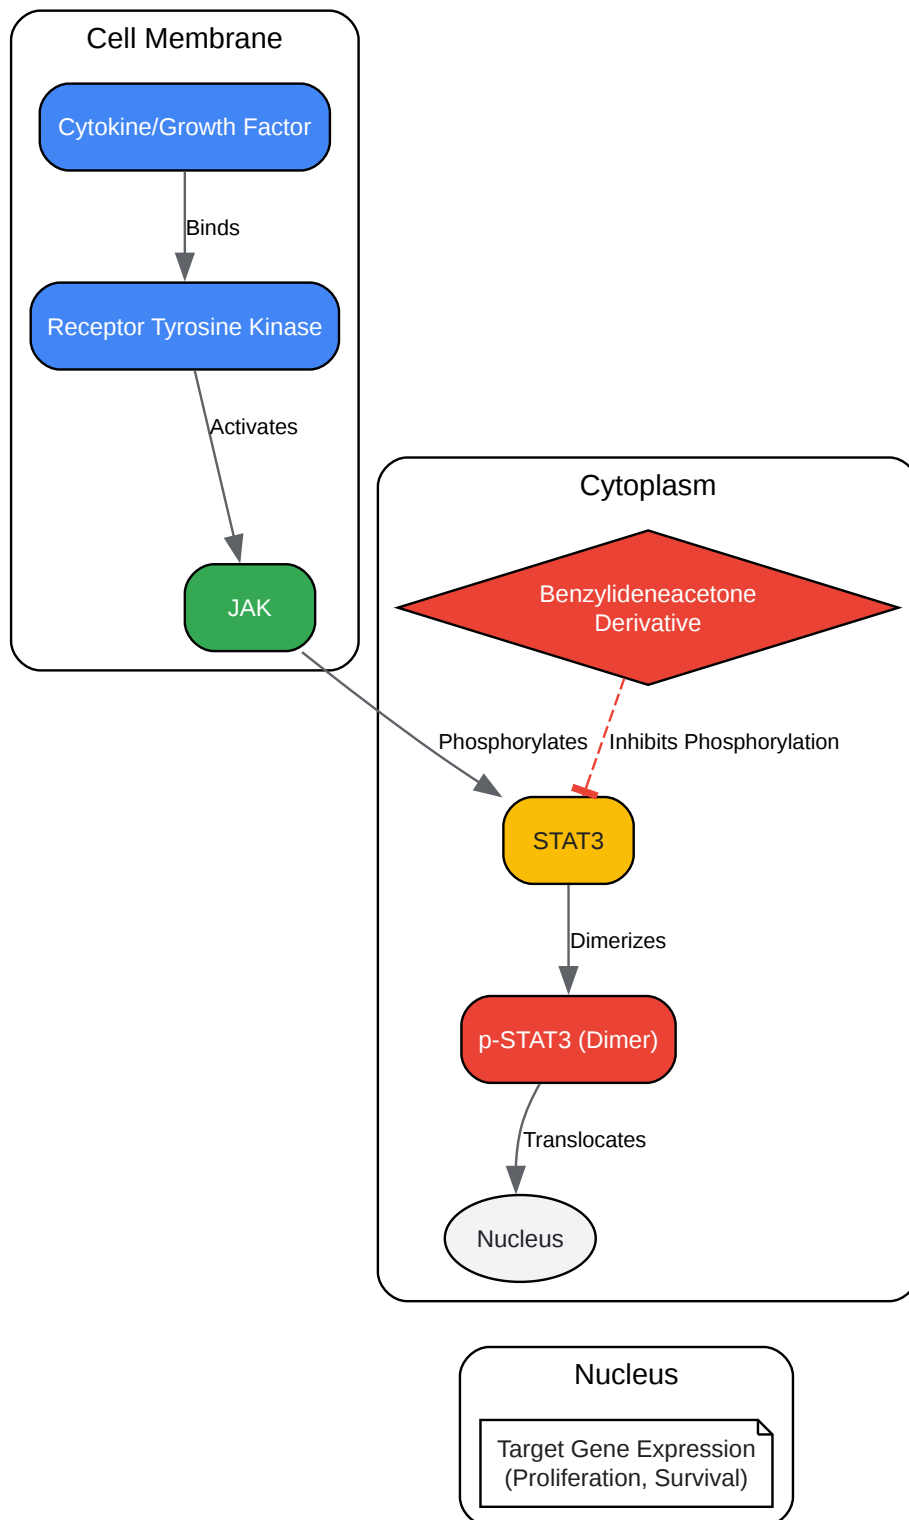 Cell Membrane
Cytokine/Growth Factor
Binds
Receptor Tyrosine Kinase
Activates
JAK
Cytoplasm
Benzylideneacetone
Derivative
Phosphorylates
Inhibits Phosphorylation
STAT3
Dimerizes
p-STAT3 (Dimer)
Translocates
Nucleus
Nucleus
Target Gene Expression
(Proliferation, Survival)